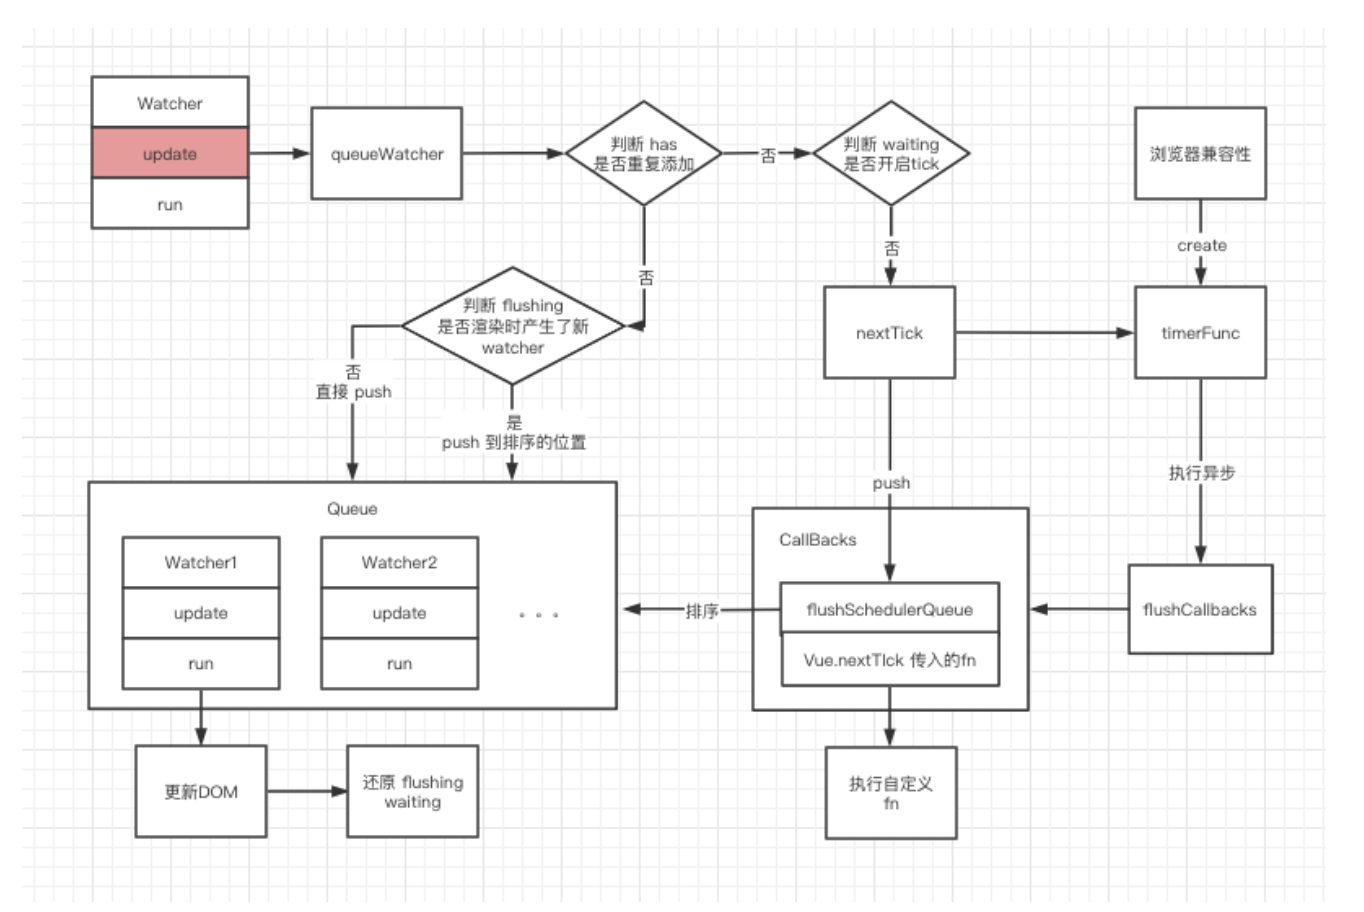 Watcher
update
run
queueWatcher
判断 has
是否重复添加
否
判断 waiting
是否开启tick
浏览器兼容性
否
否
create
判断 flushing
是否渲染时产生了新
watcher
nextTick
timerFunc
否
直接 push
是
push 到排序的位置
push
执行异步
Queue
Watcher1
update
run
Watcher2
update
run
。。。
排序
CallBacks
flushSchedulerQueue
Vue.nextTIck 传入的fn
flushCallbacks
更新DOM
还原 flushing
waiting
执行自定义
fn